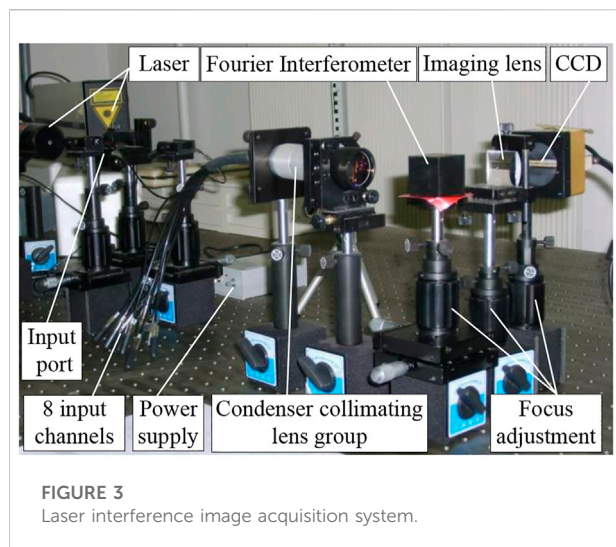 Laser
Fourier Interferometer
Imaging lens
CCD
Input
port
8 input
channels
Power
supply
Condenser collimating
lens group
Focus
adjustment
FIGURE 3
Laser interference image acquisition system.